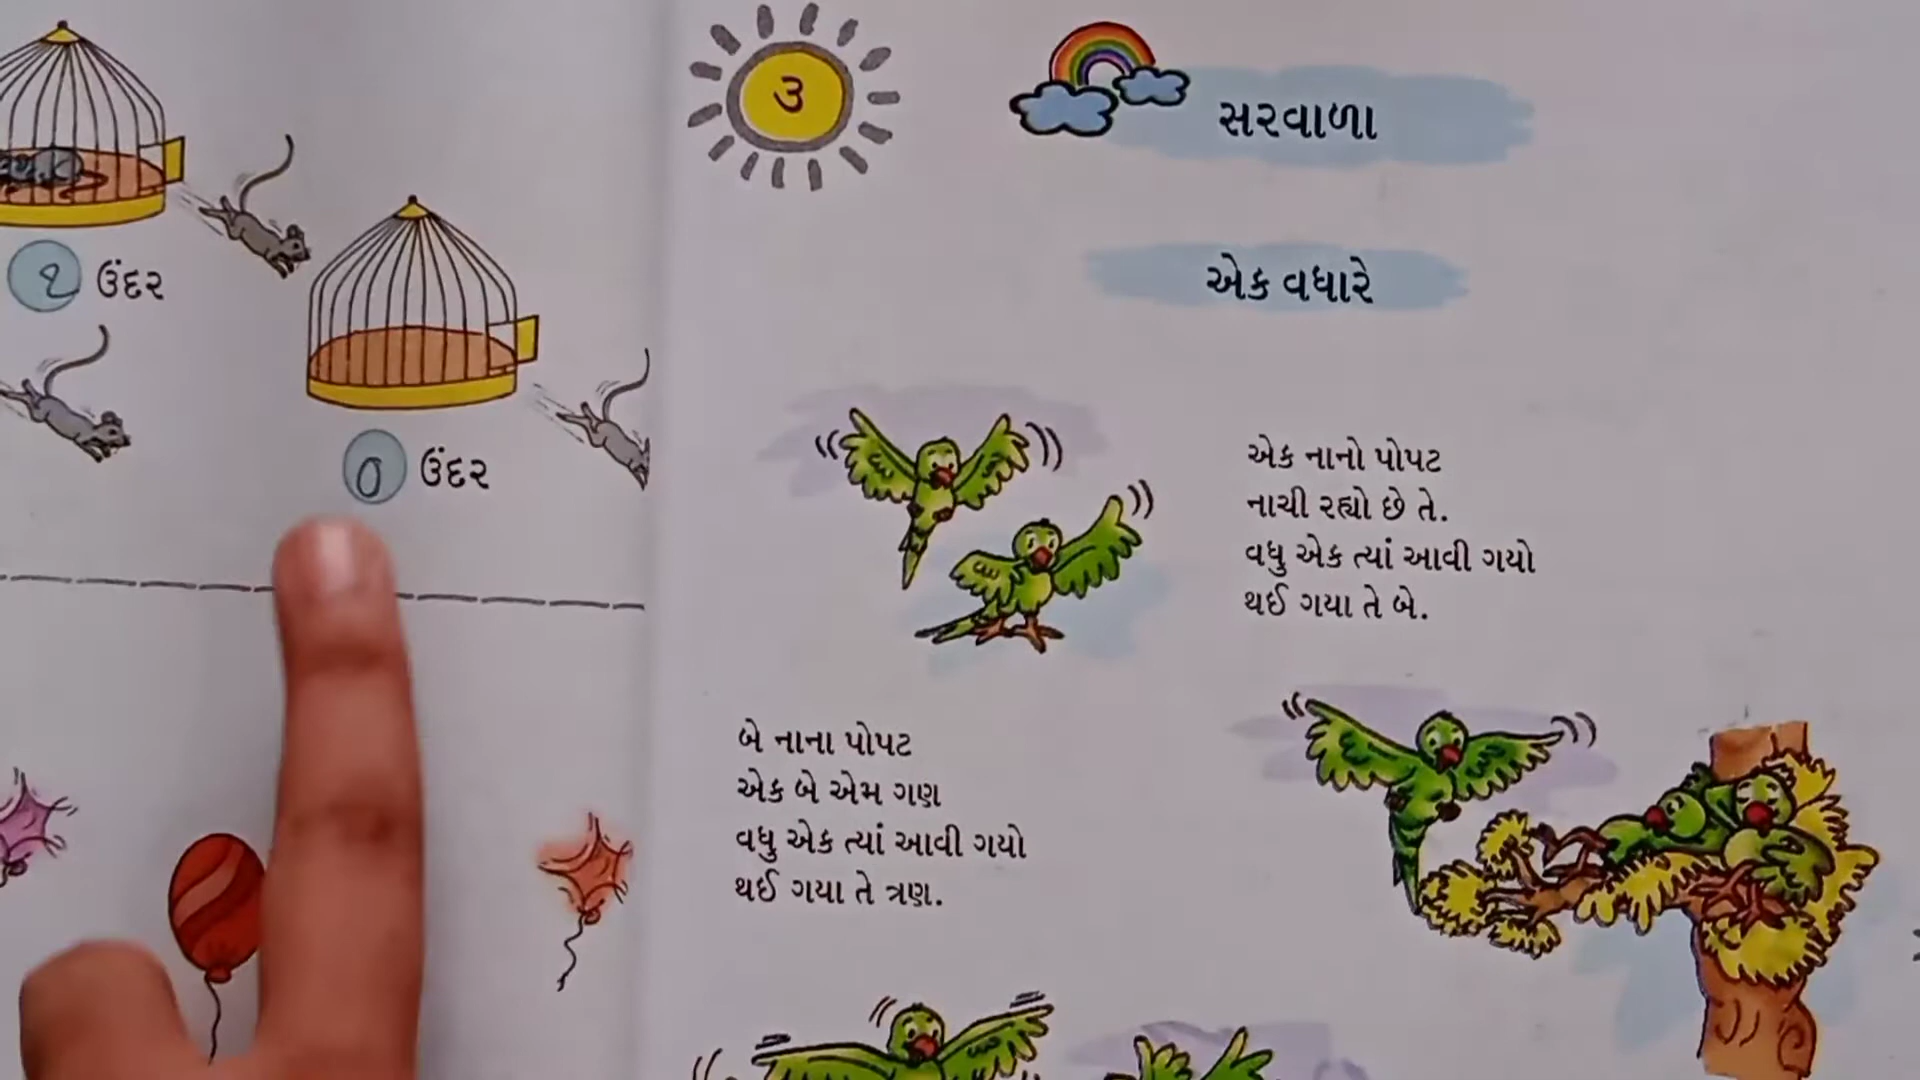 ૨ ઉંદર
0 ઉંદર
૩
સરવાળા
એક વધારે
એક નાનો પોપટ
નાચી રહ્યો છે તે.
વધુ એક ત્યાં આવી ગયો
થઈ ગયા તે બે.
બે નાના પોપટ
એક બે એમ ગણ
વધુ એક ત્યાં આવી ગયો
થઈ ગયા તે ત્રણ.